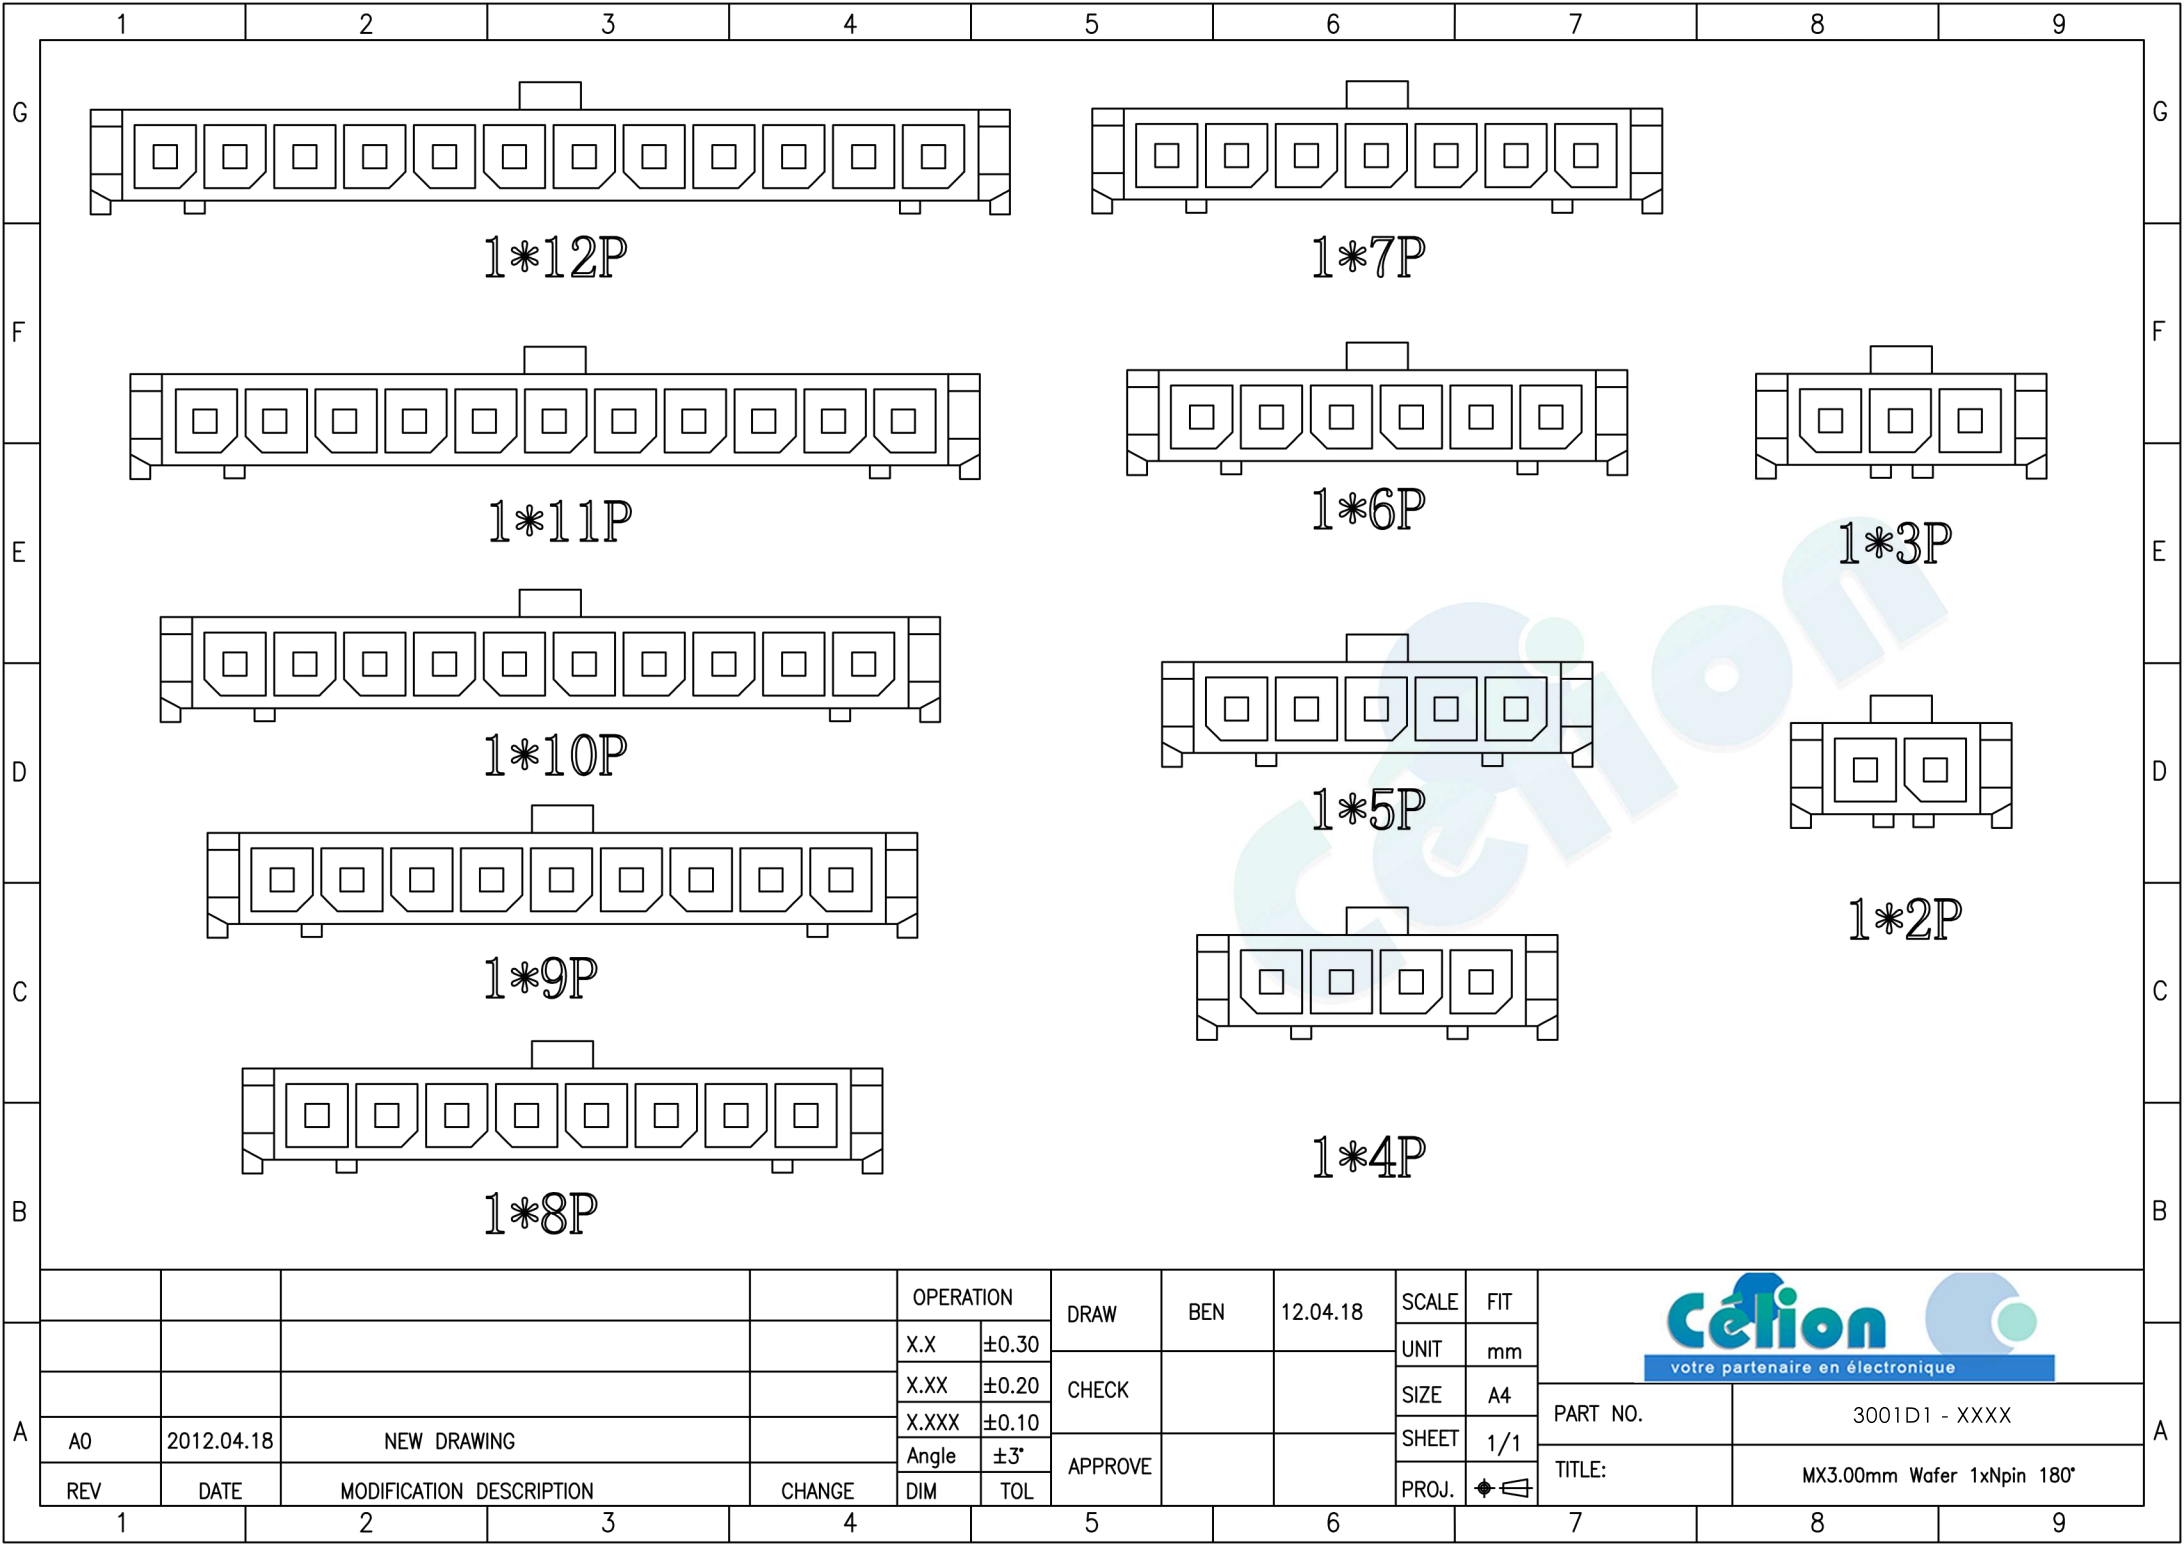 1 2 3 4 5 6 7 8 9
G G
1*12P 1*7P
F F
1*11P 1*6P 1*3P
E E
Célion
1*10P 1*5P
D D
1*2P
1*9P
C C
1*4P
1*8P
B B
OPERATION DRAW BEN 12.04.18 SCALE FIT Célion
X.X ±0.30 UNIT mm votre partenaire en électronique
X.XX ±0.20 CHECK SIZE A4
X.XXX ±0.10 SHEET 1/1 PART NO. 3001D1 - XXXX
A A0 2012.04.18 NEW DRAWING A
Angle ±3° APPROVE TITLE: MX3.00mm Wafer 1xNpin 180°
REV DATE MODIFICATION DESCRIPTION CHANGE DIM TOL PROJ.
1 2 3 4 5 6 7 8 9